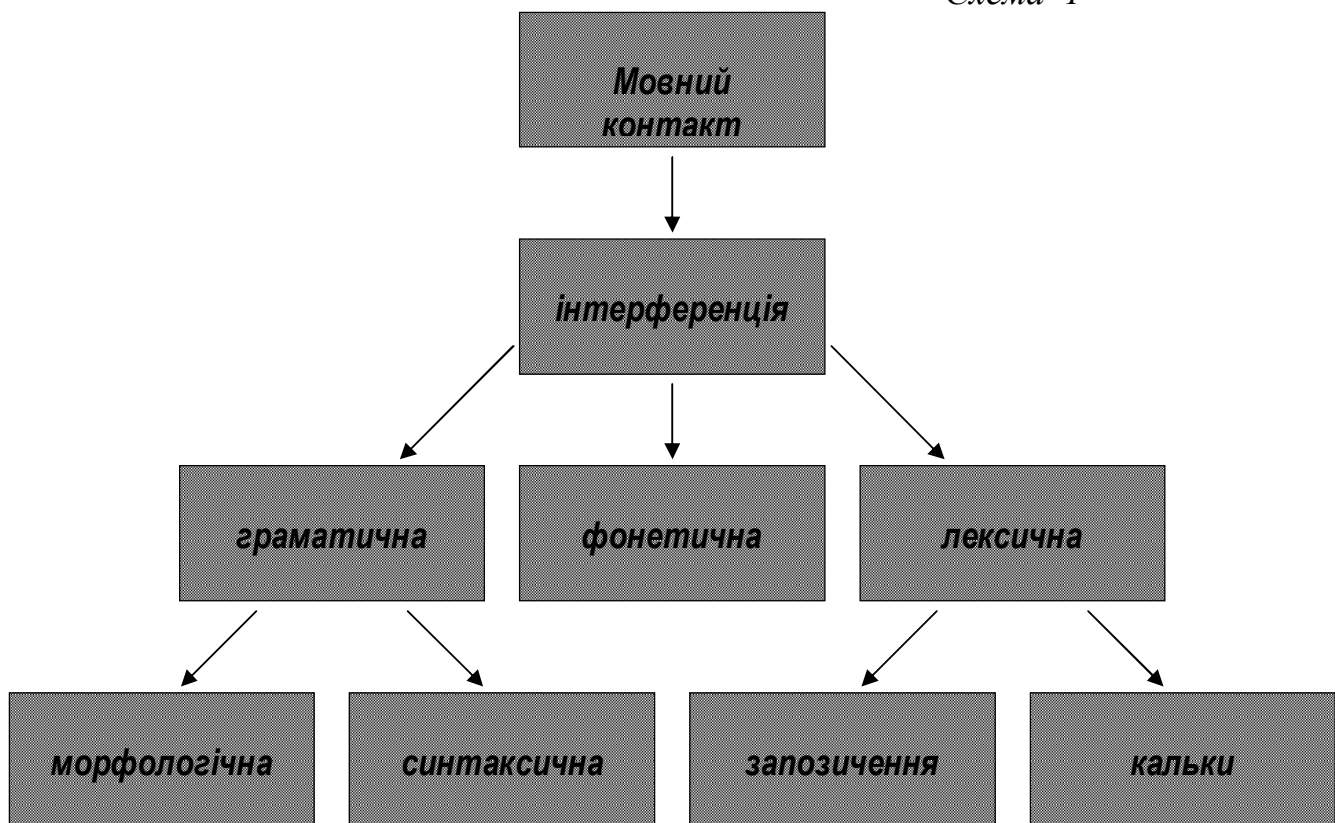 Схема 1
Мовний
контакт
інтерференція
граматична
фонетична
лексична
морфологічна
синтаксична
запозичення
кальки